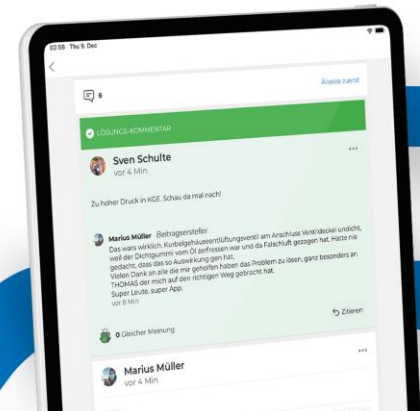 02:56 Thu 9. Dec
6
Älteste zuerst
LÖSUNGS-KOMMENTAR
Sven Schulte
vor 4 Min
Zu hoher Druck in KGE. Schau da mal nach!
Marius Müller Beitragsersteller
Das wars wirklich. Kurbelgehäuseentlüftungsventil am Anschluss Ventildeckel undicht,
weil der Dichtgummi vom Öl zerfressen war und da Falschluft gezogen hat. Hätte nie
gedacht, dass das so Auswirkung gen hat.
Vielen Dank an alle die mir geholfen haben das Problem zu lösen, ganz besonders an
THOMAS der mich auf den richtigen Weg gebracht hat.
Super Leute, super App.
vor 8 Min
Zitieren
0 Gleicher Meinung
Marius Müller
vor 4 Min